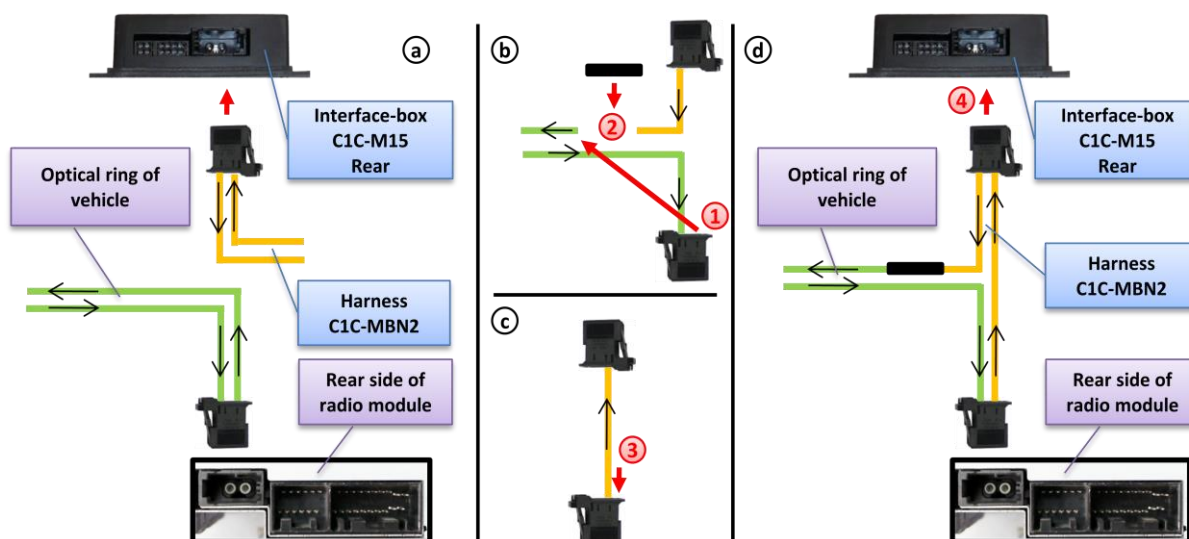 a
Interface-box
C1C-M15
Rear
Optical ring of
vehicle
Harness
C1C-MBN2
Rear side of
radio module
b
2
1
c
3
d
4
Interface-box
C1C-M15
Rear
Optical ring of
vehicle
Harness
C1C-MBN2
Rear side of
radio module